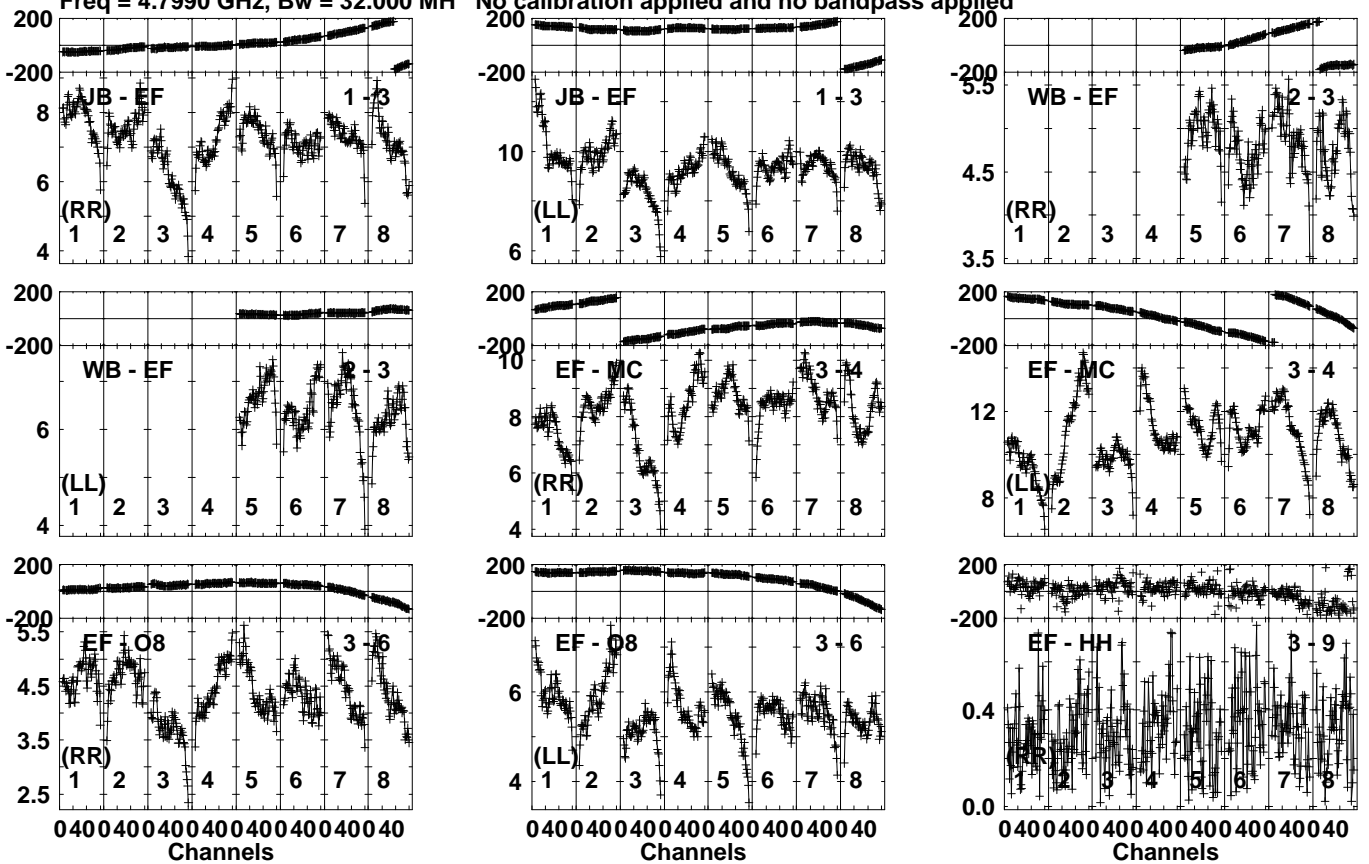 Freq = 4.7990 GHz, Bw = 32.000 MH No calibration applied and no bandpass applied
200 200 200
-200 -200 -200
8 10 5.5
JB - EF 1 - 3 JB - EF 1 - 3 WB - EF 2 - 3
6 4.5
(RR) (LL) (RR)
1 2 3 4 5 6 7 8 1 2 3 4 5 6 7 8 1 2 3 4 5 6 7 8
4 6 3.5
200 200 200
-200 -200 -200
10
WB - EF 2 - 3 EF - MC 3 - 4 EF - MC 3 - 4
6 8 12
6 8
(LL) (RR) (LL)
1 2 3 4 5 6 7 8 1 2 3 4 5 6 7 8 1 2 3 4 5 6 7 8
4 4
200 200 200
-200 -200 -200
5.5
EF - O8 3 - 6 EF - O8 3 - 6 EF - HH 3 - 9
4.5 6 0.4
3.5
(RR) (LL) (RR)
1 2 3 4 5 6 7 8 1 2 3 4 5 6 7 8 1 2 3 4 5 6 7 8
2.5 4 0.0
0 40 0 40 0 40 0 40 0 40 0 40 0 40 0 40 0 40 0 40 0 40 0 40 0 40 0 40 0 40 0 40 0 40 0 40 0 40 0 40 0 40 0 40 0 40 0 40
Channels Channels Channels